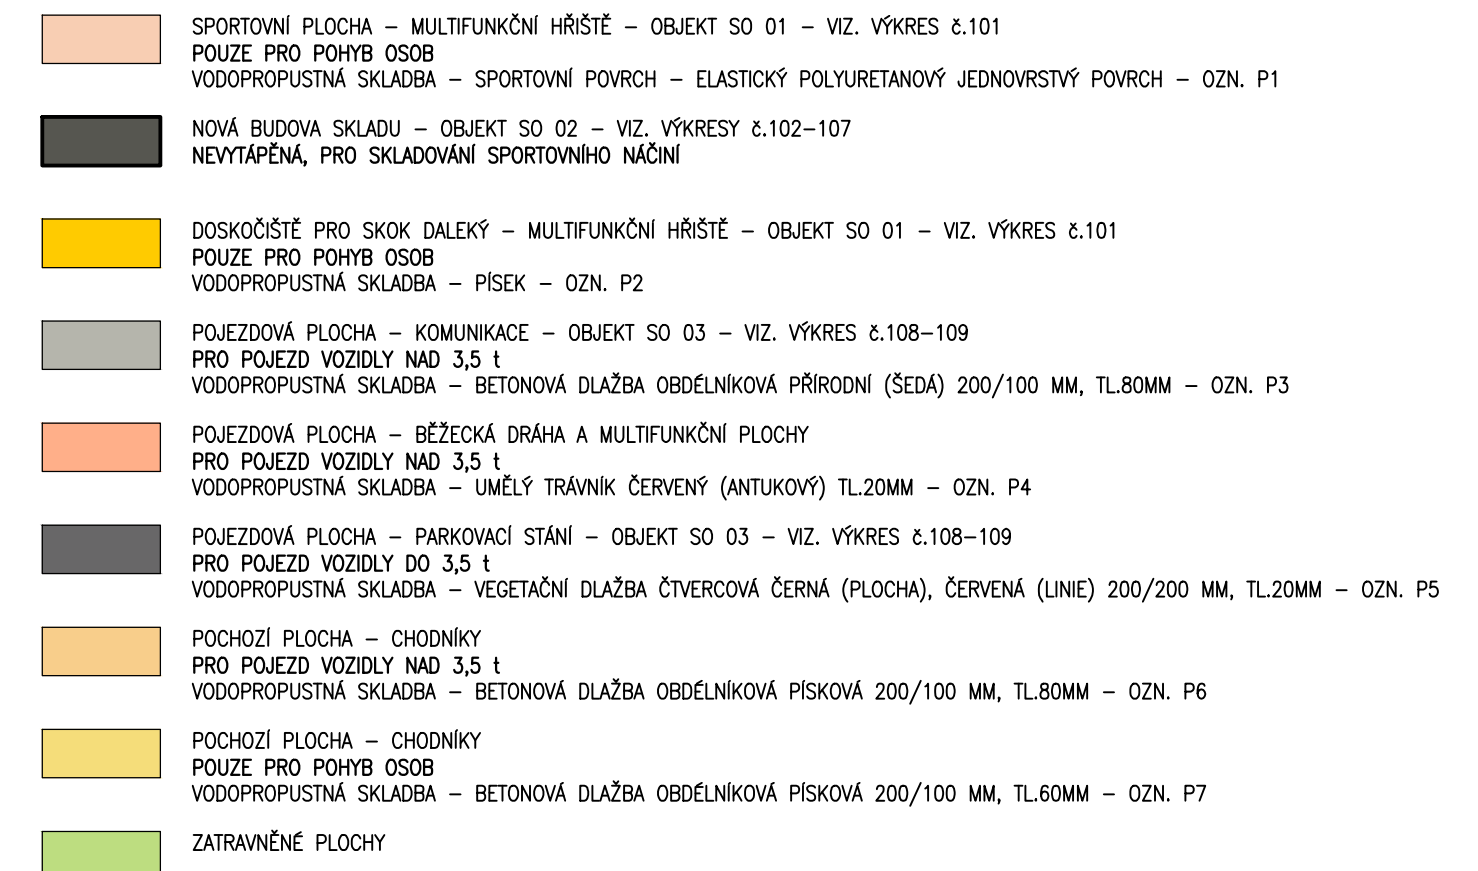 SPORTOVNÍ PLOCHA – MULTIFUNKČNÍ HŘIŠTĚ – OBJEKT SO 01 – VIZ. VÝKRES č.101
POUZE PRO POHYB OSOB
VODOPROPUSTNÁ SKLADBA – SPORTOVNÍ POVRCH – ELASTICKÝ POLYURETANOVÝ JEDNOVRSTVÝ POVRCH – OZN. P1
NOVÁ BUDOVA SKLADU – OBJEKT SO 02 – VIZ. VÝKRESY č.102–107
NEVYTÁPĚNÁ, PRO SKLADOVÁNÍ SPORTOVNÍHO NÁČINÍ
DOSKOČIŠTĚ PRO SKOK DALEKÝ – MULTIFUNKČNÍ HŘIŠTĚ – OBJEKT SO 01 – VIZ. VÝKRES č.101
POUZE PRO POHYB OSOB
VODOPROPUSTNÁ SKLADBA – PÍSEK – OZN. P2
POJEZDOVÁ PLOCHA – KOMUNIKACE – OBJEKT SO 03 – VIZ. VÝKRES č.108–109
PRO POJEZD VOZIDLY NAD 3,5 t
VODOPROPUSTNÁ SKLADBA – BETONOVÁ DLAŽBA OBDÉLNÍKOVÁ PŘÍRODNÍ (ŠEDÁ) 200/100 MM, TL.80MM – OZN. P3
POJEZDOVÁ PLOCHA – BĚŽECKÁ DRÁHA A MULTIFUNKČNÍ PLOCHY
PRO POJEZD VOZIDLY NAD 3,5 t
VODOPROPUSTNÁ SKLADBA – UMĚLÝ TRÁVNÍK ČERVENÝ (ANTUKOVÝ) TL.20MM – OZN. P4
POJEZDOVÁ PLOCHA – PARKOVACÍ STÁNÍ – OBJEKT SO 03 – VIZ. VÝKRES č.108–109
PRO POJEZD VOZIDLY DO 3,5 t
VODOPROPUSTNÁ SKLADBA – VEGETAČNÍ DLAŽBA ČTVERCOVÁ ČERNÁ (PLOCHA), ČERVENÁ (LINIE) 200/200 MM, TL.20MM – OZN. P5
POCHOZÍ PLOCHA – CHODNÍKY
PRO POJEZD VOZIDLY NAD 3,5 t
VODOPROPUSTNÁ SKLADBA – BETONOVÁ DLAŽBA OBDÉLNÍKOVÁ PÍSKOVÁ 200/100 MM, TL.80MM – OZN. P6
POCHOZÍ PLOCHA – CHODNÍKY
POUZE PRO POHYB OSOB
VODOPROPUSTNÁ SKLADBA – BETONOVÁ DLAŽBA OBDÉLNÍKOVÁ PÍSKOVÁ 200/100 MM, TL.60MM – OZN. P7
ZATRAVNĚNÉ PLOCHY